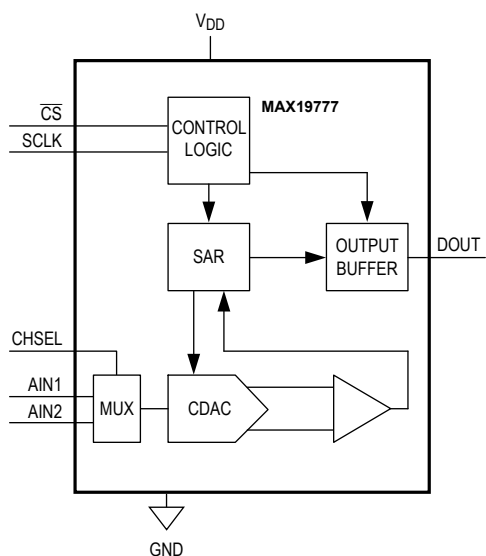 VDD
MAX19777
CS
SCLK
CONTROL
LOGIC
SAR
OUTPUT
BUFFER
DOUT
CHSEL
AIN1
AIN2
MUX
CDAC
GND